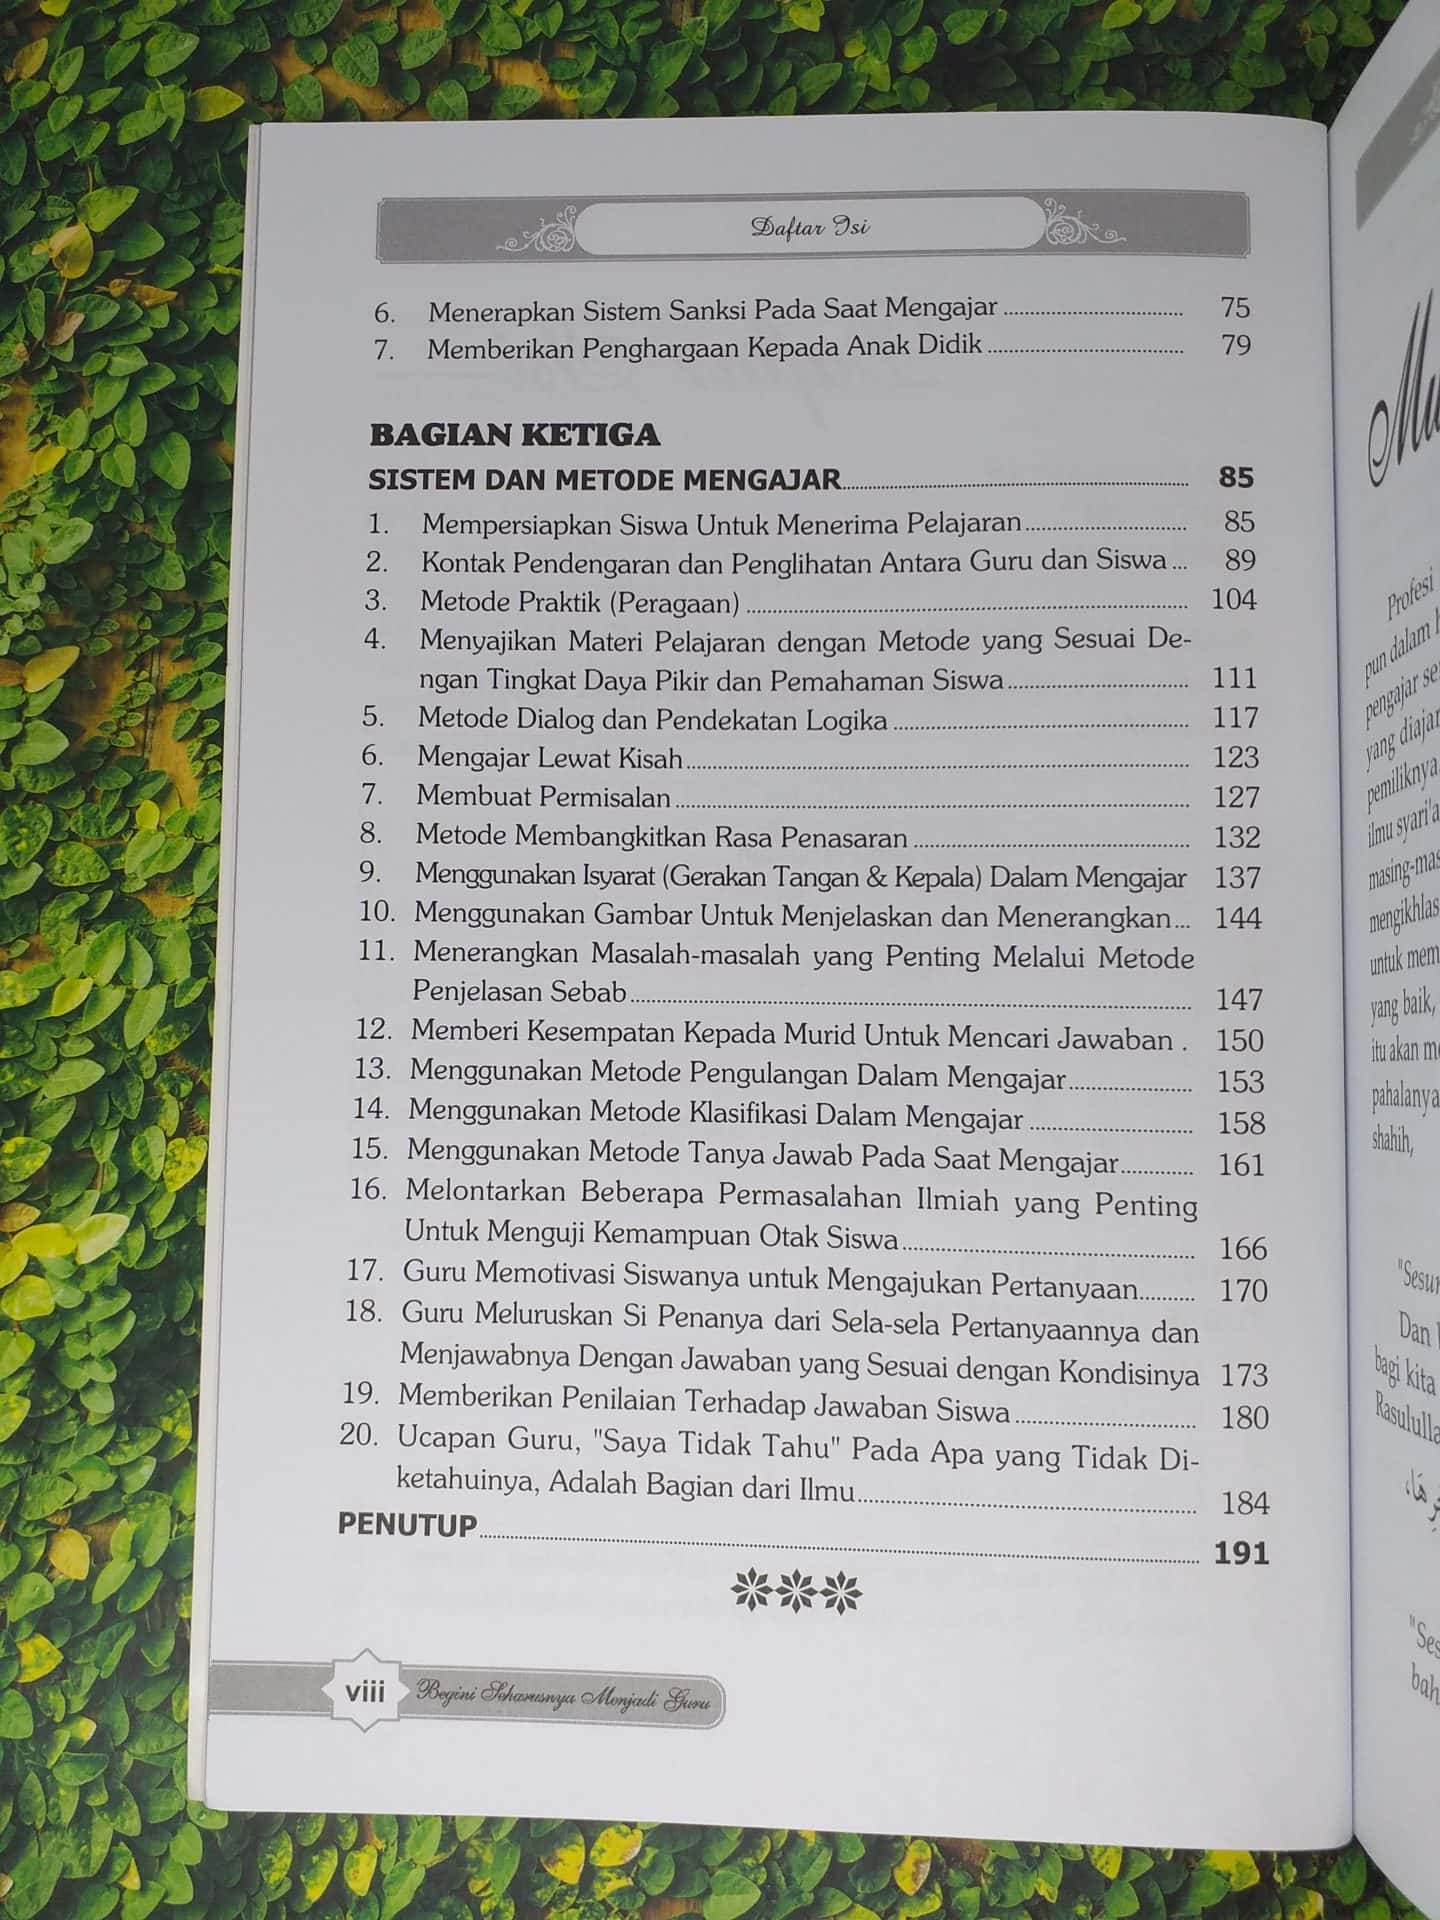 Daftar Isi
6. Menerapkan Sistem Sanksi Pada Saat Mengajar ........ 75
7. Memberikan Penghargaan Kepada Anak Didik ........ 79
BAGIAN KETIGA
SISTEM DAN METODE MENGAJAR ........ 85
1. Mempersiapkan Siswa Untuk Menerima Pelajaran ........ 85
2. Kontak Pendengaran dan Penglihatan Antara Guru dan Siswa ... 89
3. Metode Praktik (Peragaan) ........ 104
4. Menyajikan Materi Pelajaran dengan Metode yang Sesuai De-
ngan Tingkat Daya Pikir dan Pemahaman Siswa ........ 111
5. Metode Dialog dan Pendekatan Logika ........ 117
6. Mengajar Lewat Kisah ........ 123
7. Membuat Permisalan ........ 127
8. Metode Membangkitkan Rasa Penasaran ........ 132
9. Menggunakan Isyarat (Gerakan Tangan & Kepala) Dalam Mengajar 137
10. Menggunakan Gambar Untuk Menjelaskan dan Menerangkan ... 144
11. Menerangkan Masalah-masalah yang Penting Melalui Metode
Penjelasan Sebab ........ 147
12. Memberi Kesempatan Kepada Murid Untuk Mencari Jawaban . 150
13. Menggunakan Metode Pengulangan Dalam Mengajar ........ 153
14. Menggunakan Metode Klasifikasi Dalam Mengajar ........ 158
15. Menggunakan Metode Tanya Jawab Pada Saat Mengajar ........ 161
16. Melontarkan Beberapa Permasalahan Ilmiah yang Penting
Untuk Menguji Kemampuan Otak Siswa ........ 166
17. Guru Memotivasi Siswanya untuk Mengajukan Pertanyaan ........ 170
18. Guru Meluruskan Si Penanya dari Sela-sela Pertanyaannya dan
Menjawabnya Dengan Jawaban yang Sesuai dengan Kondisinya 173
19. Memberikan Penilaian Terhadap Jawaban Siswa ........ 180
20. Ucapan Guru, "Saya Tidak Tahu" Pada Apa yang Tidak Di-
ketahuinya, Adalah Bagian dari Ilmu ........ 184
PENUTUP ........ 191
viii Begini Seharusnya Menjadi Guru
Profesi
pun dalam
pengajar
yang
pemiliknya.
ilmu
untuk
yang baik,
itu akan
pahalanya
shahih,
Dan
bagi kita